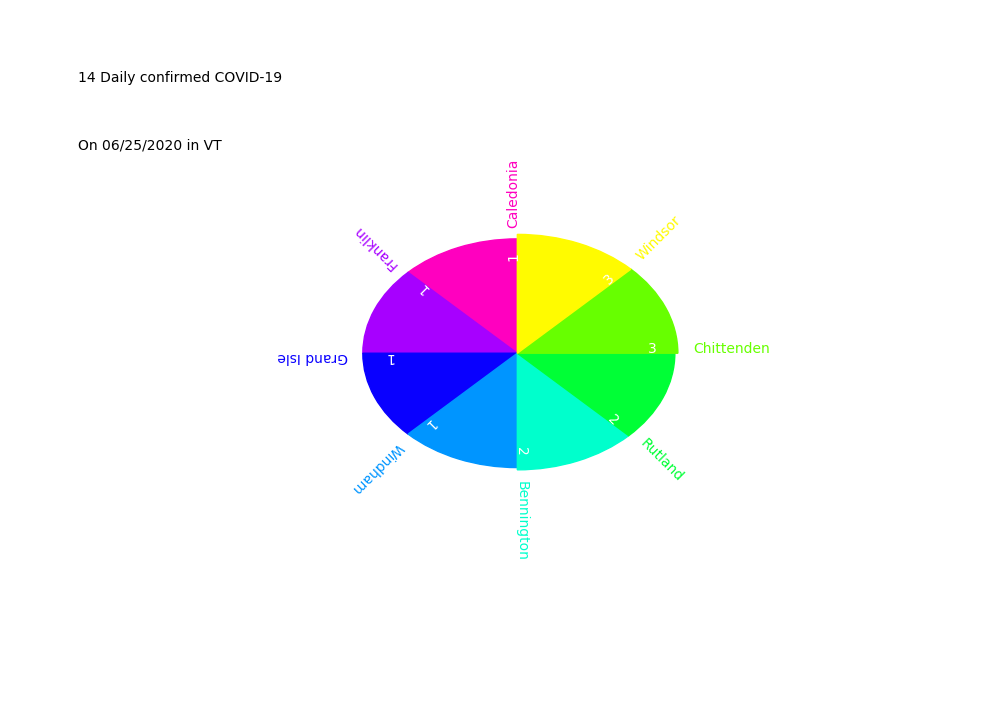 14 Daily confirmed COVID-19
On 06/25/2020 in VT
Caledonia
1
Windsor
3
Chittenden
3
Rutland
2
Bennington
2
Windham
1
Grand Isle
1
Franklin
1